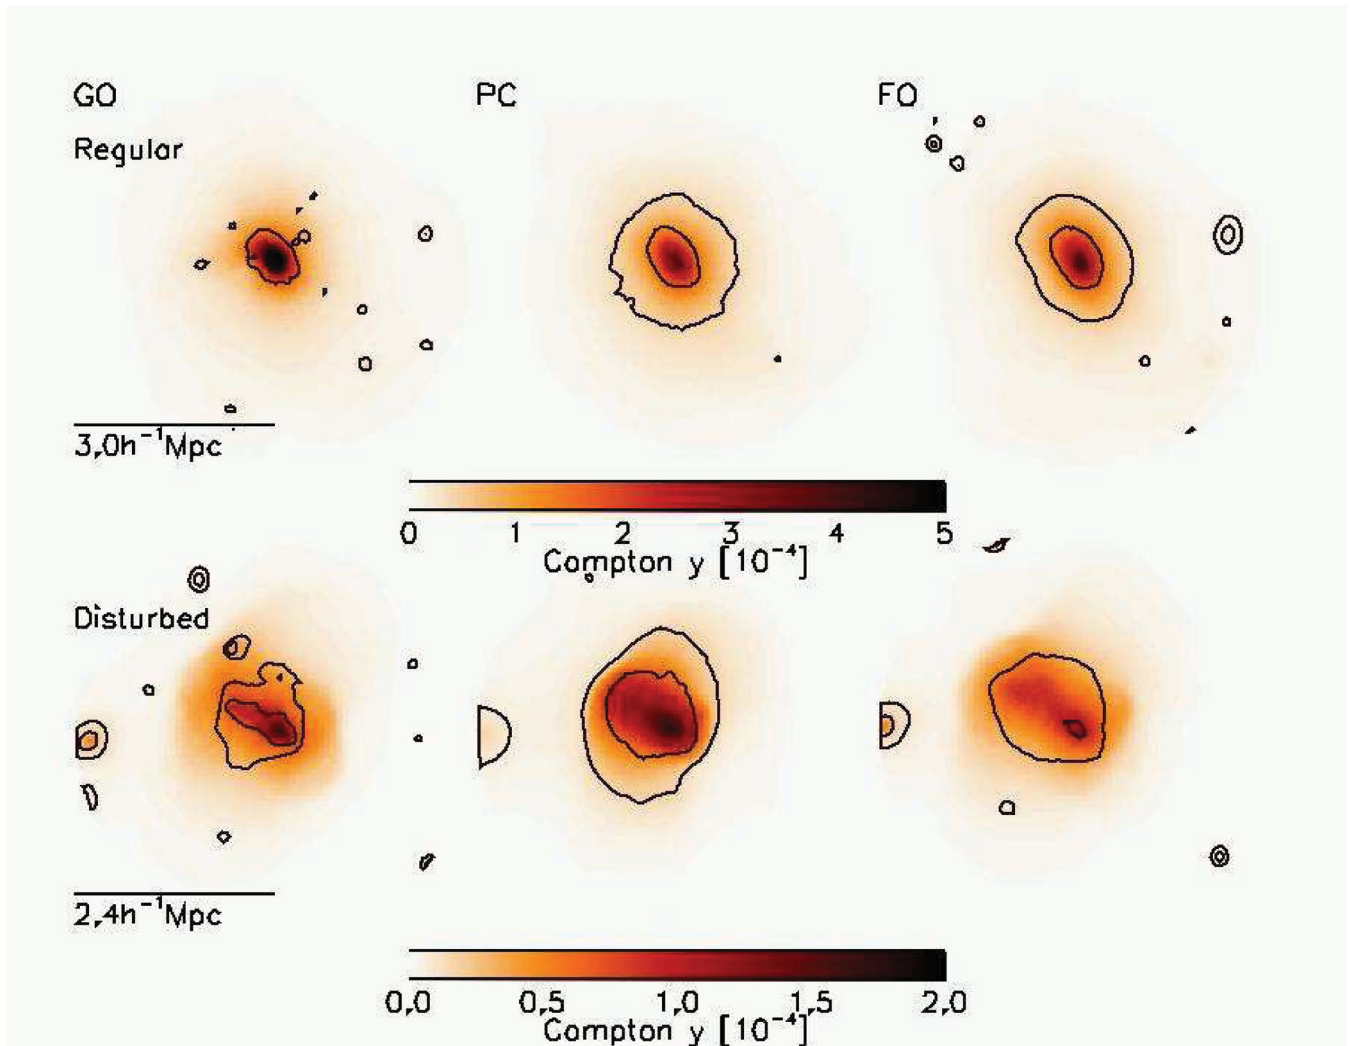 GO PC FO
Regular
3,0h⁻¹Mpc
0 1 2 3 4 5
Compton y [10⁻⁴]
Disturbed
2,4h⁻¹Mpc
0,0 0,5 1,0 1,5 2,0
Compton y [10⁻⁴]